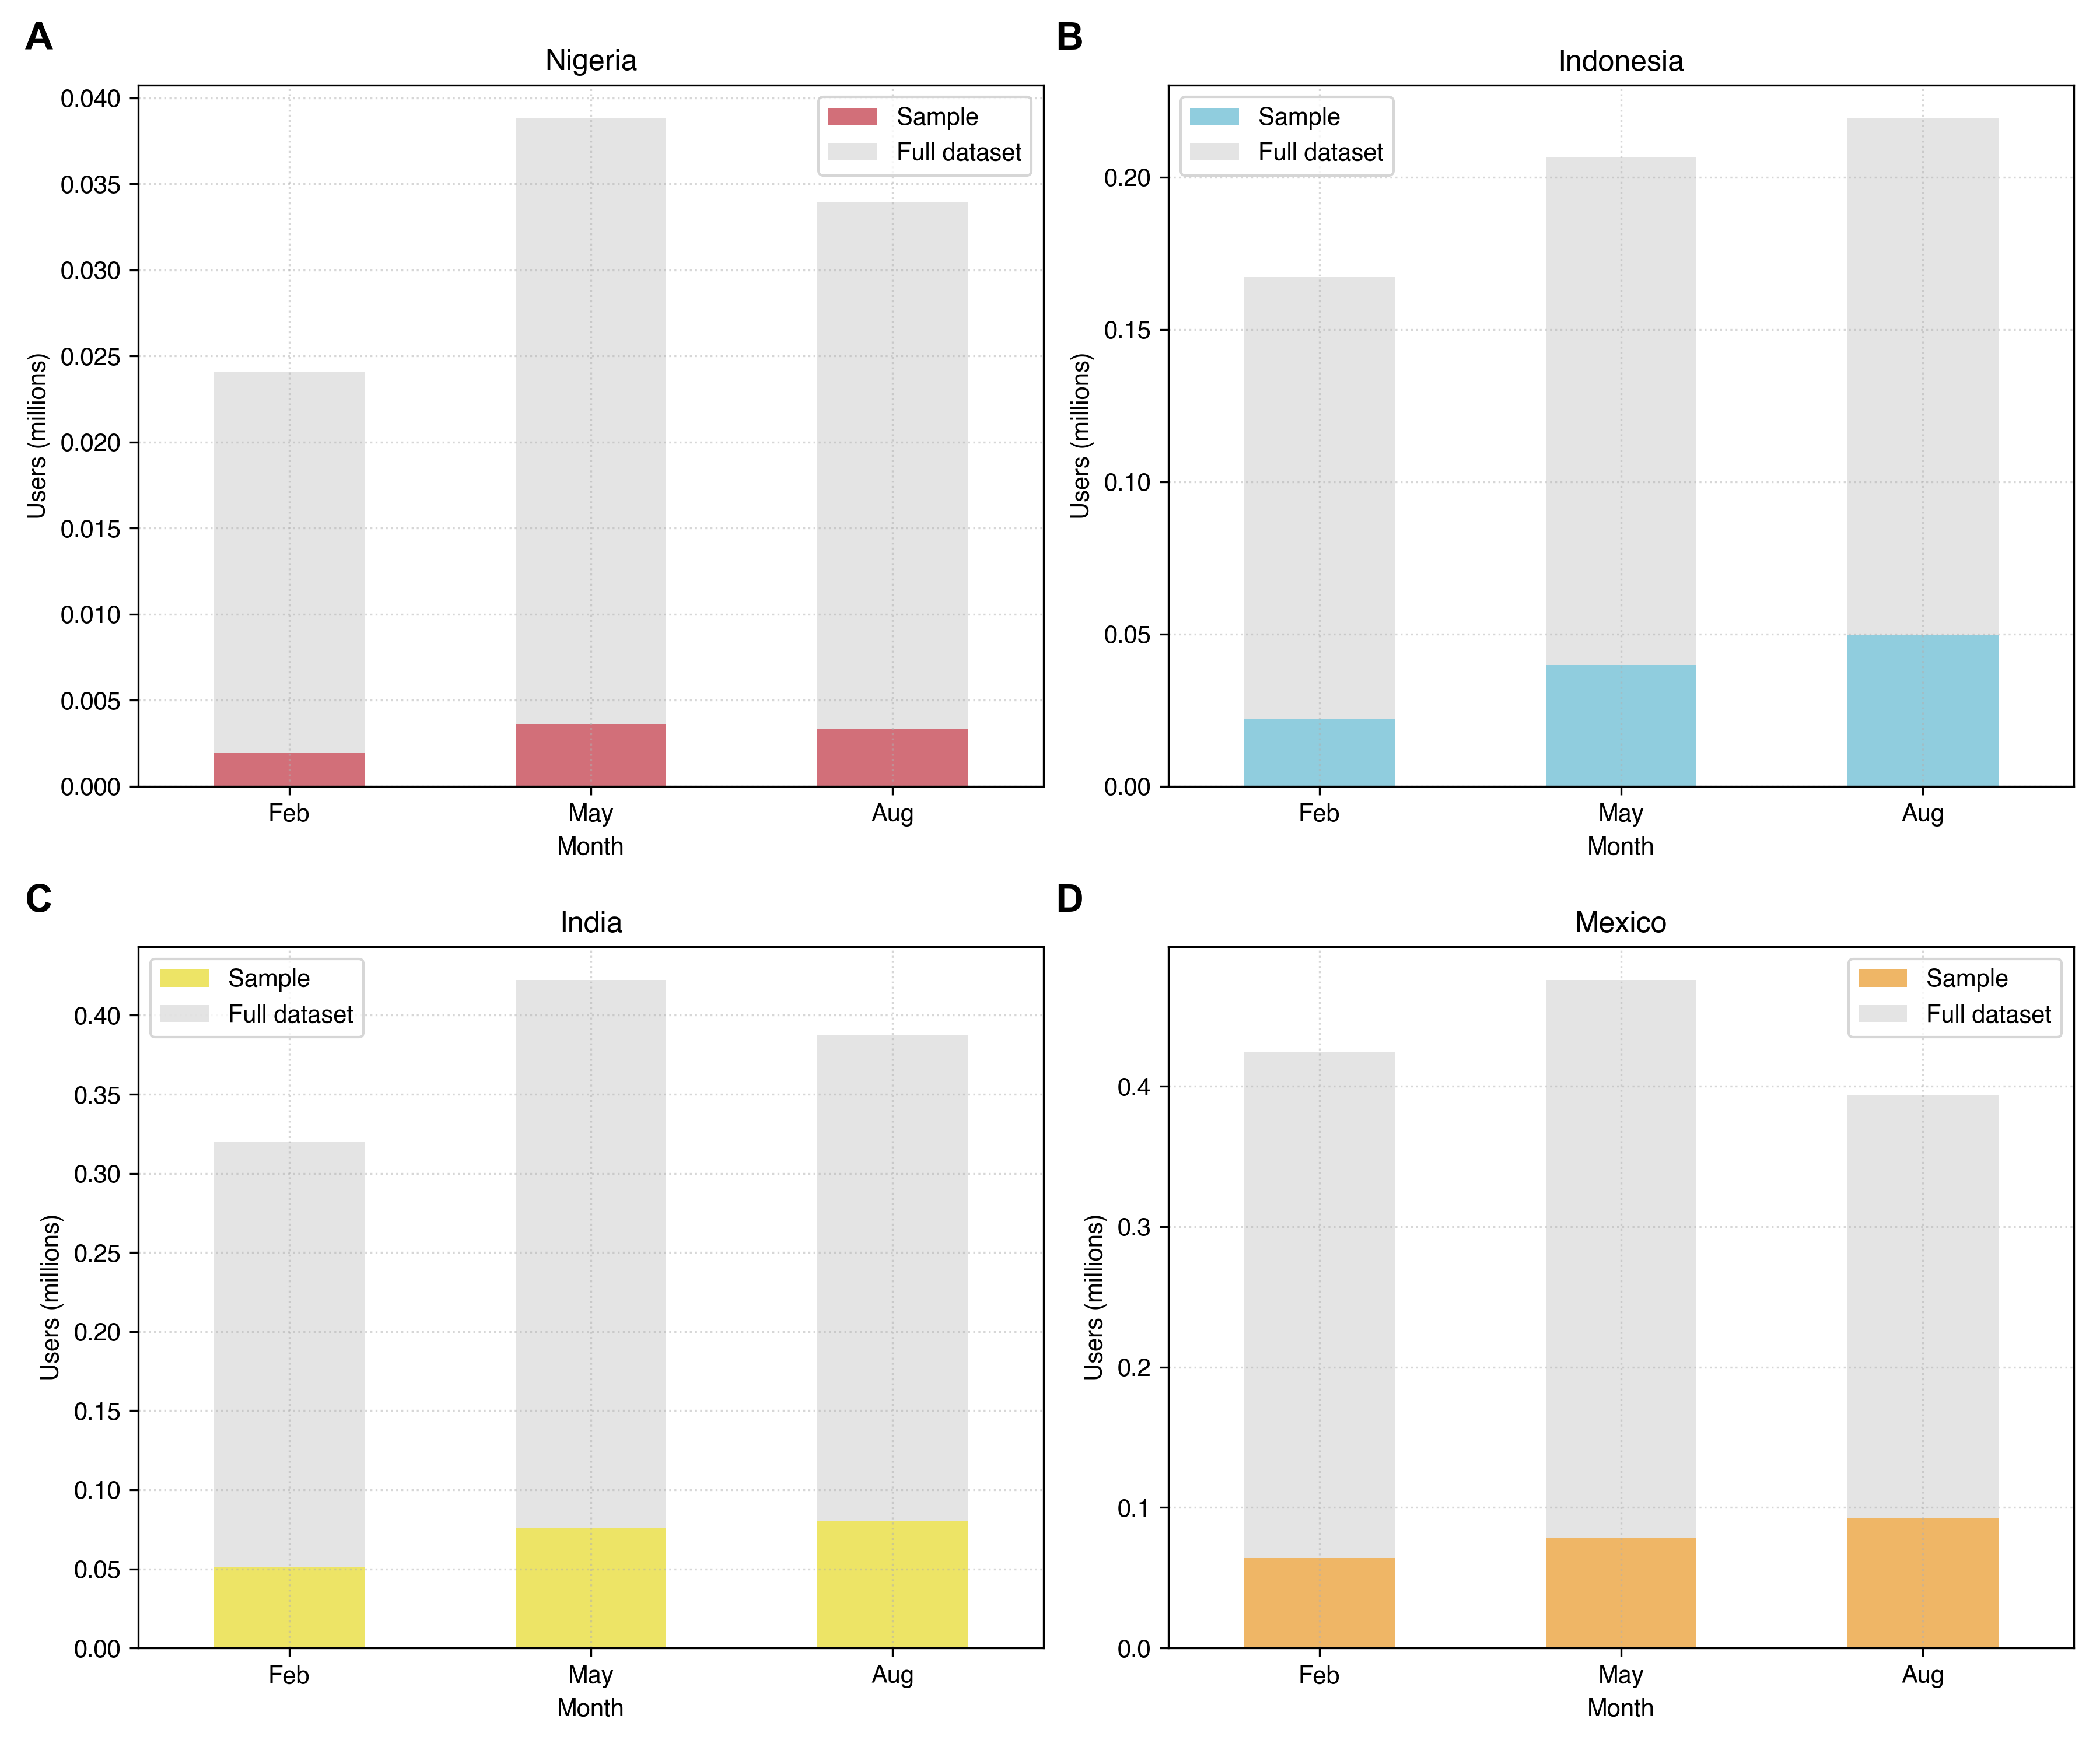 A
Nigeria
0.040
0.035
0.030
0.025
0.020
0.015
0.010
0.005
0.000
Users (millions)
Sample
Full dataset
Feb
May
Aug
Month
B
Indonesia
0.20
0.15
0.10
0.05
0.00
Users (millions)
Sample
Full dataset
Feb
May
Aug
Month
C
India
0.40
0.35
0.30
0.25
0.20
0.15
0.10
0.05
0.00
Users (millions)
Sample
Full dataset
Feb
May
Aug
Month
D
Mexico
0.4
0.3
0.2
0.1
0.0
Users (millions)
Sample
Full dataset
Feb
May
Aug
Month